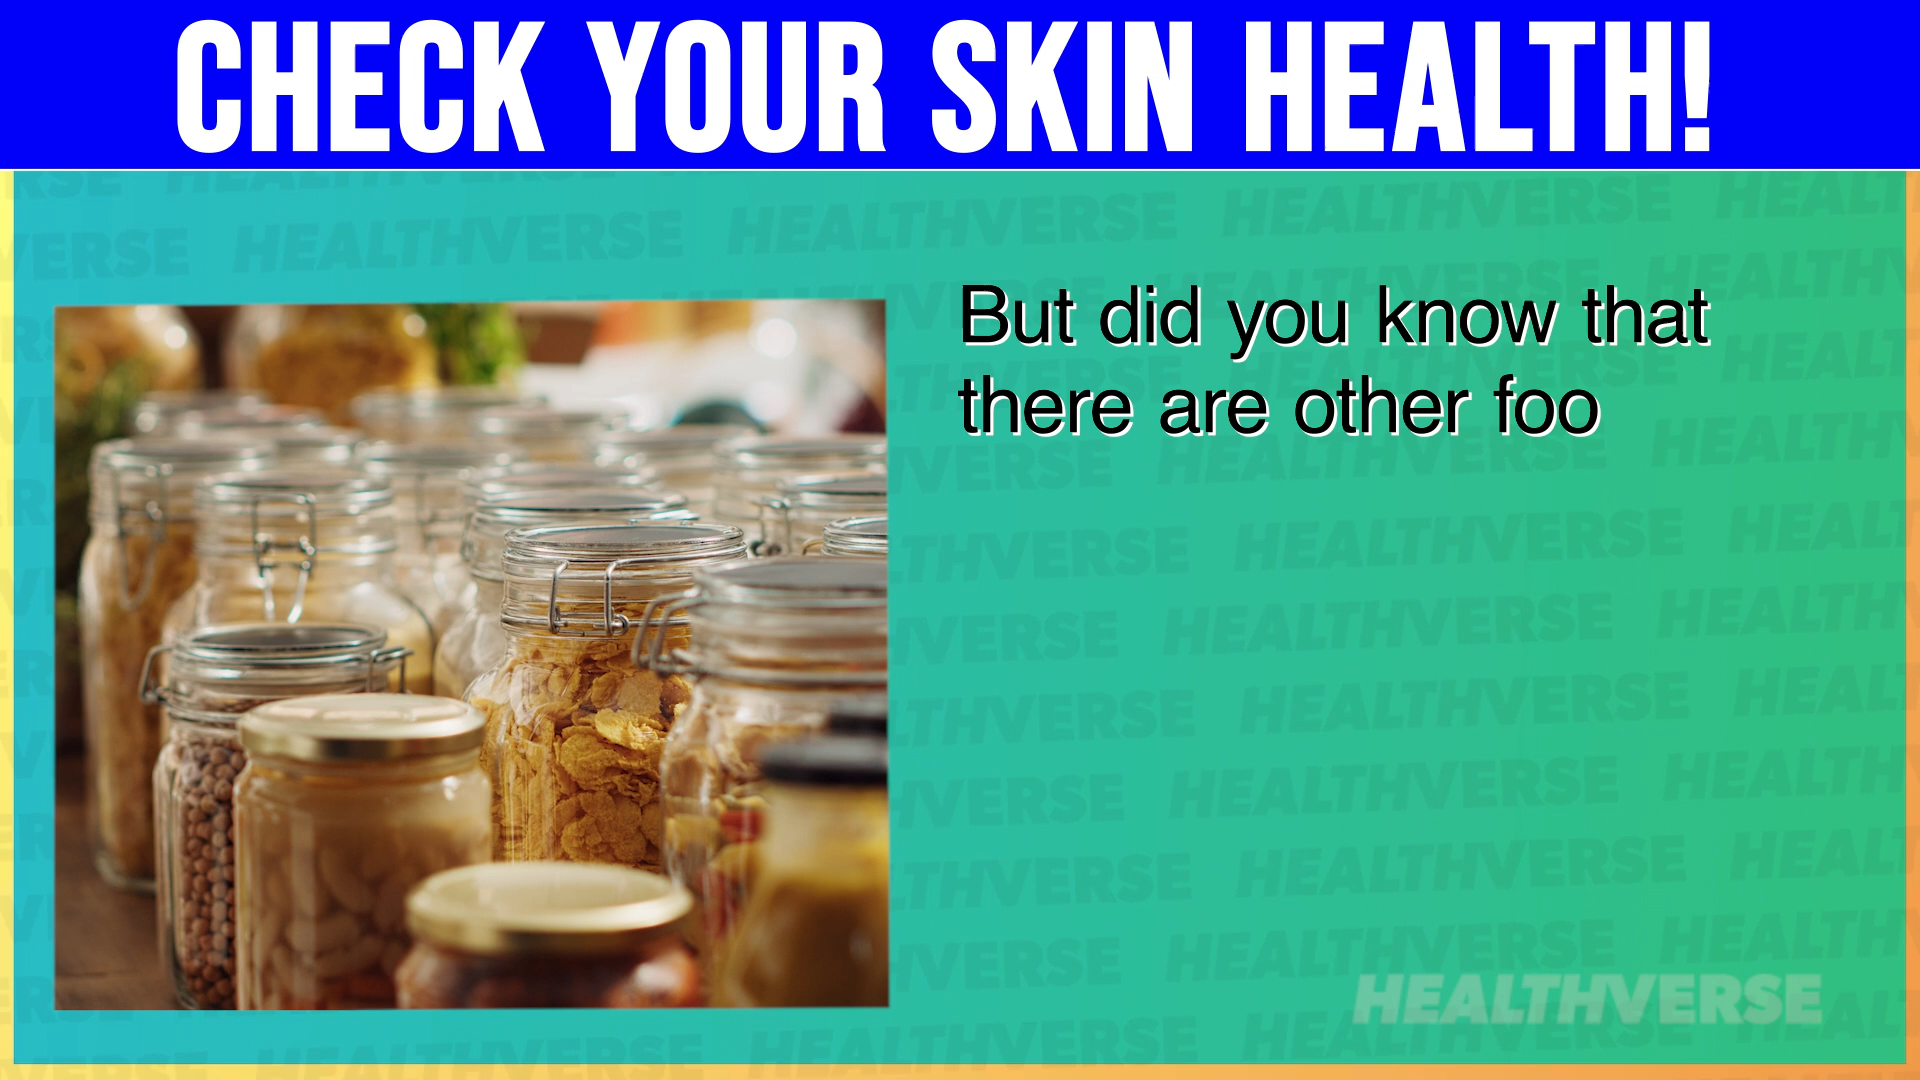 CHECK YOUR SKIN HEALTH!
But did you know that
there are other foo
HEALTHVERSE